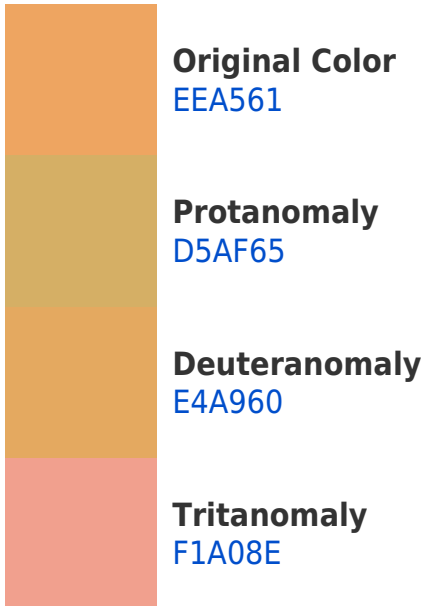 Original Color
EEA561
Protanomaly
D5AF65
Deuteranomaly
E4A960
Tritanomaly
F1A08E